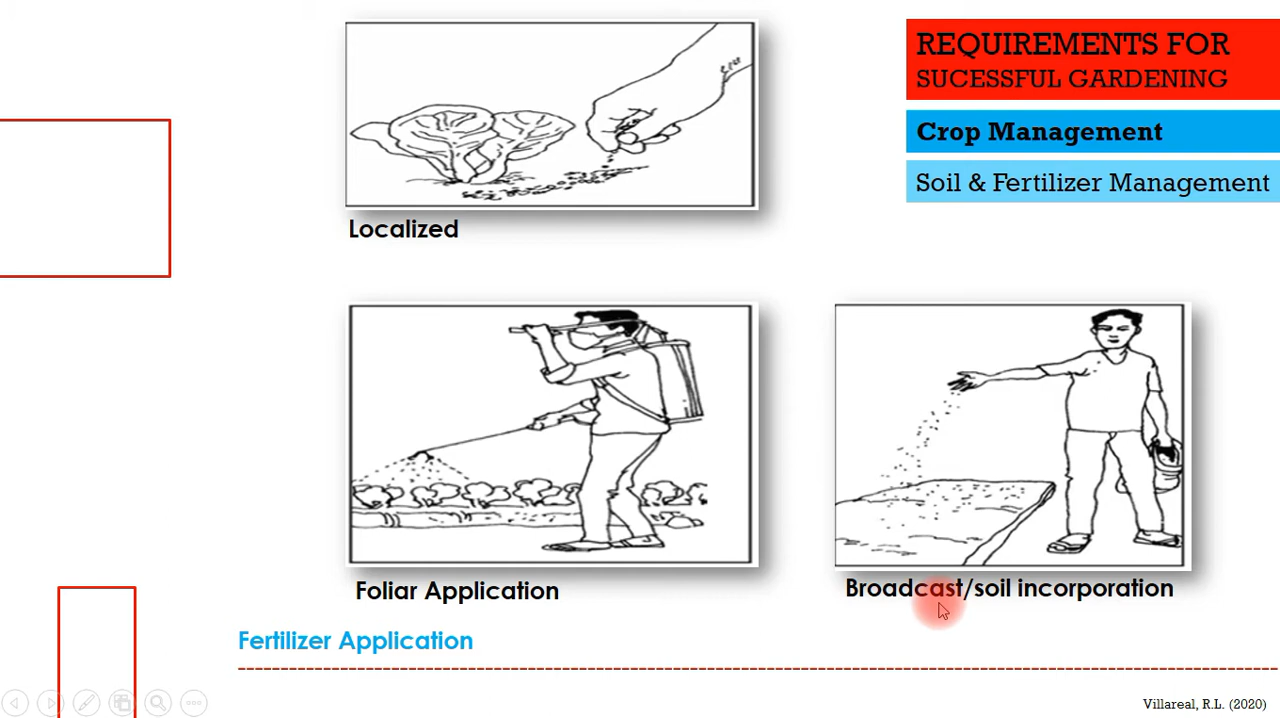 REQUIREMENTS FOR
SUCESSFUL GARDENING
Crop Management
Soil & Fertilizer Management
Localized
Foliar Application
Broadcast/soil incorporation
Fertilizer Application
Villareal, R.L. (2020)